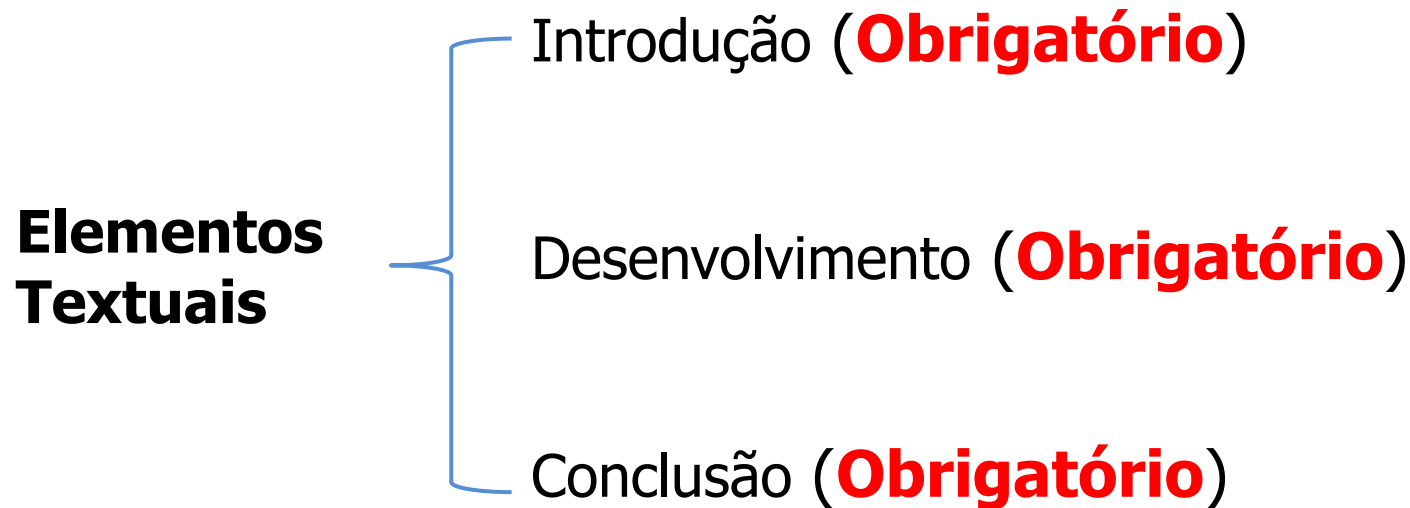 Introdução (Obrigatório)
Elementos
Textuais
Desenvolvimento (Obrigatório)
Conclusão (Obrigatório)